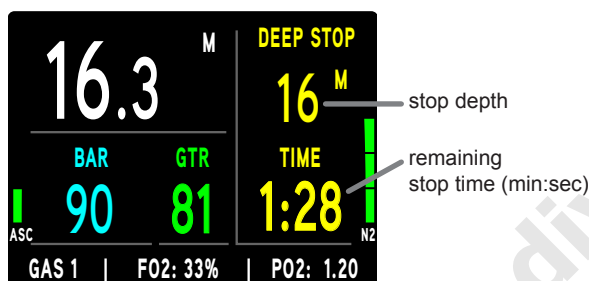 M
16.3
DEEP STOP
16 M
stop depth
BAR
GTR
TIME
remaining
stop time (min:sec)
90
81
1:28
ASC
N2
GAS 1 | FO2: 33% | PO2: 1.20